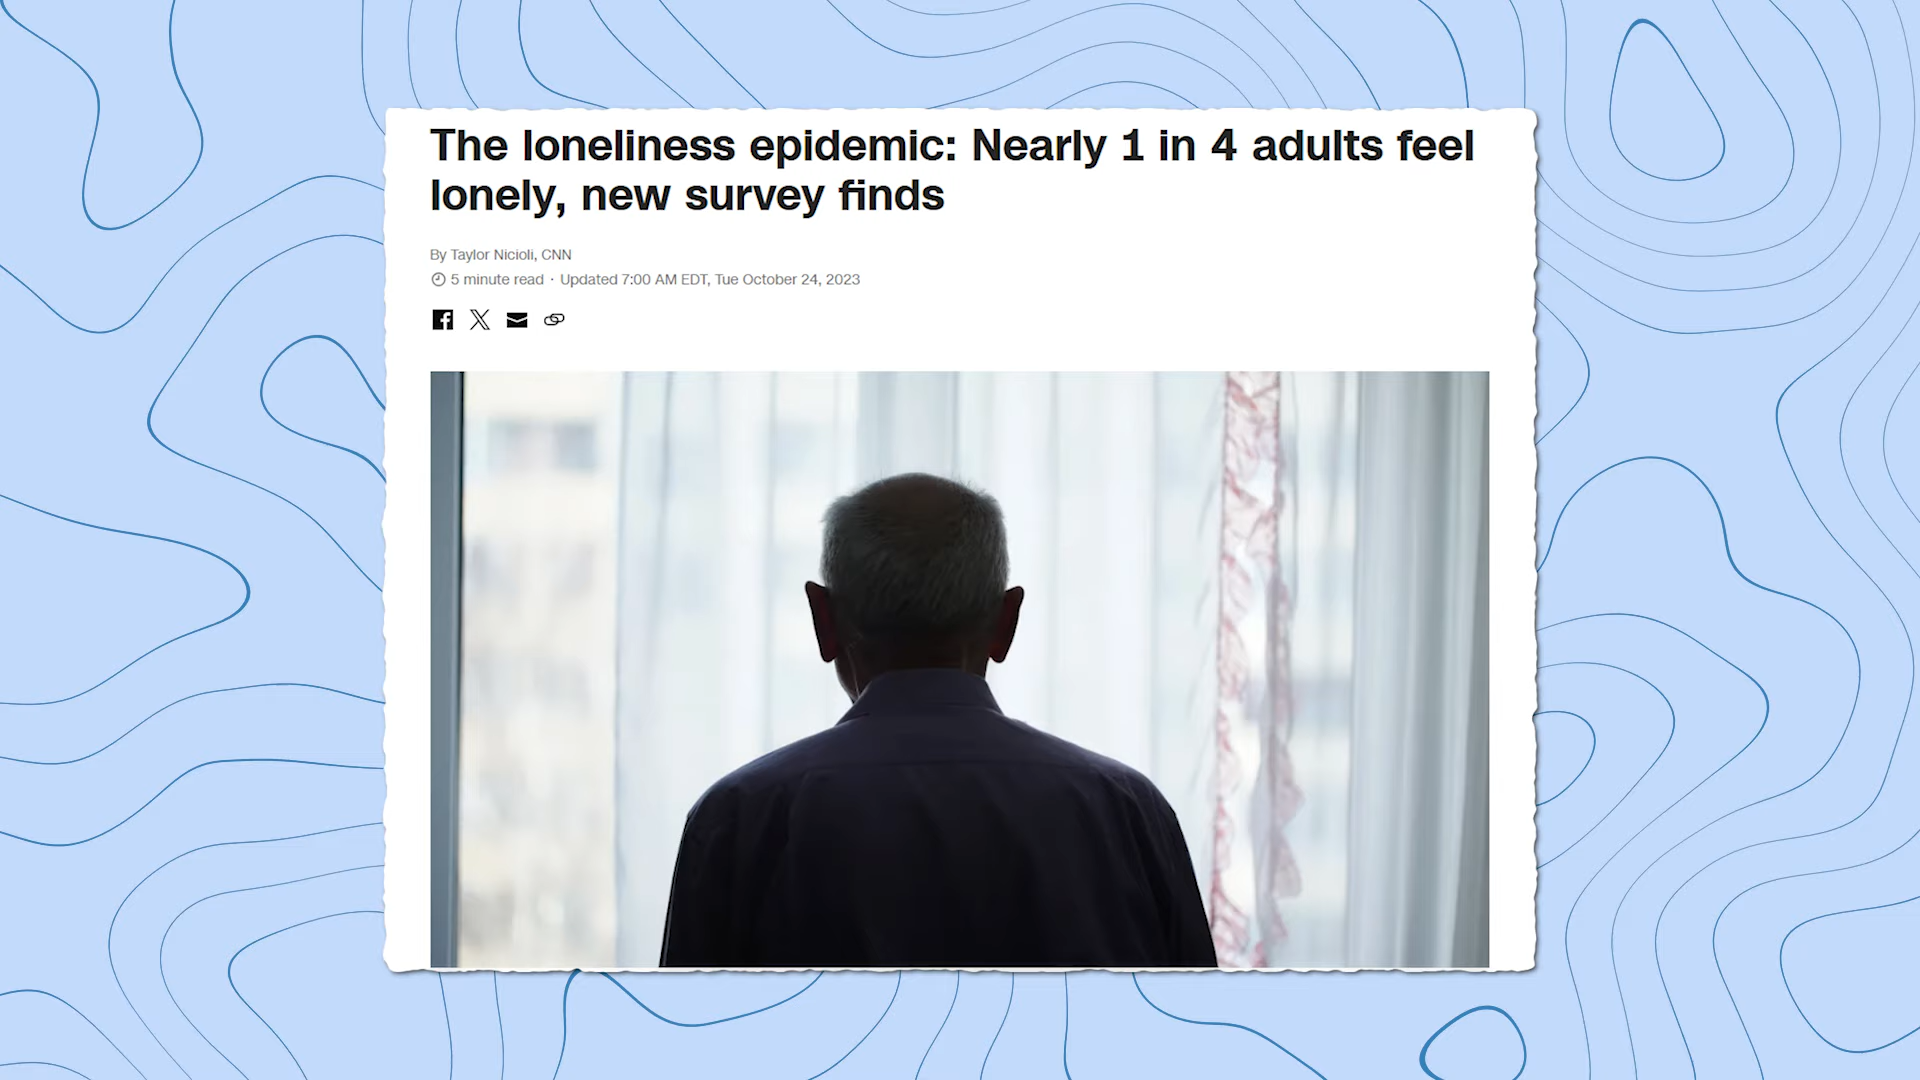 The loneliness epidemic: Nearly 1 in 4 adults feel
lonely, new survey finds
By Taylor Nicioli, CNN
5 minute read · Updated 7:00 AM EDT, Tue October 24, 2023